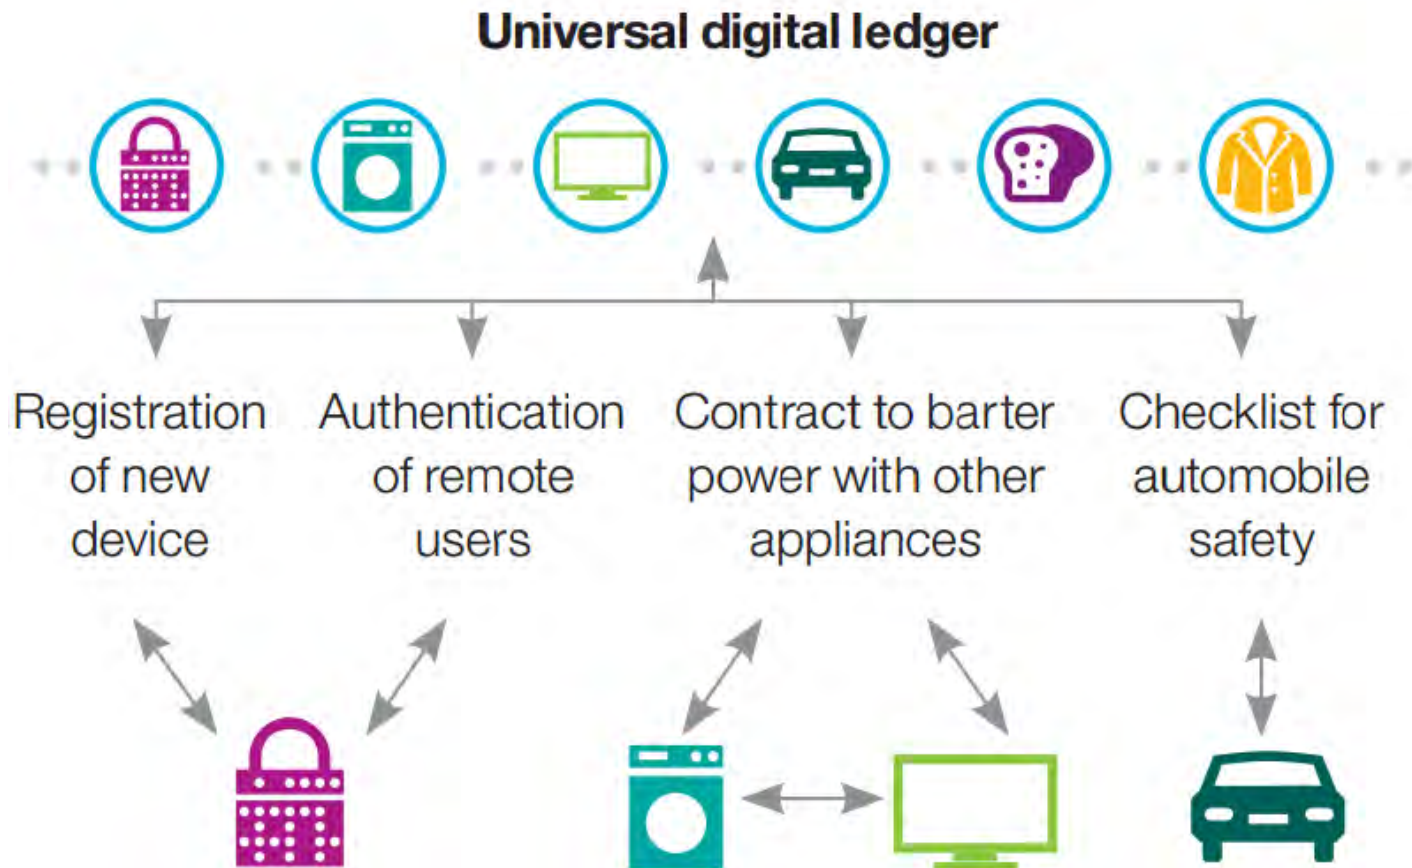 Universal digital ledger
Registration
of new
device
Authentication
of remote
users
Contract to barter
power with other
appliances
Checklist for
automobile
safety